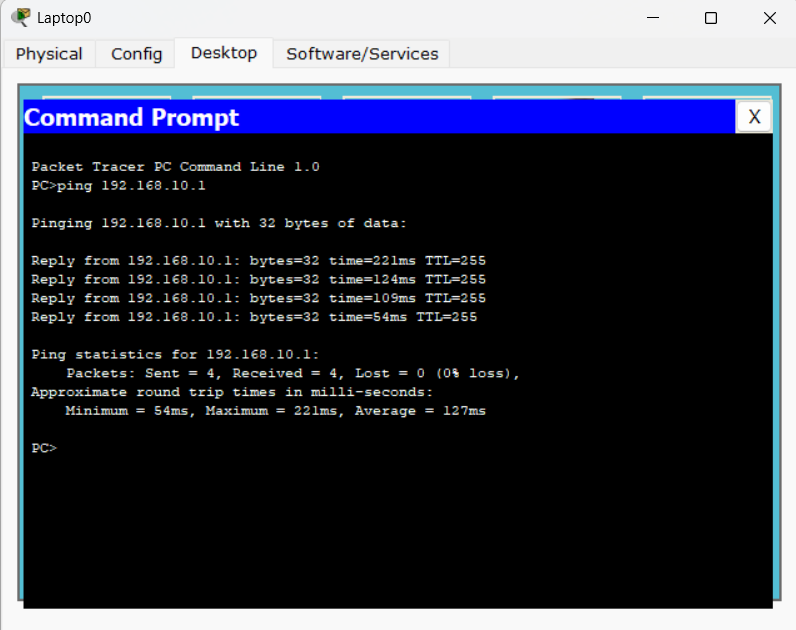 Laptop0
Physical Config Desktop Software/Services
Command Prompt X
Packet Tracer PC Command Line 1.0
PC>ping 192.168.10.1
Pinging 192.168.10.1 with 32 bytes of data:
Reply from 192.168.10.1: bytes=32 time=221ms TTL=255
Reply from 192.168.10.1: bytes=32 time=124ms TTL=255
Reply from 192.168.10.1: bytes=32 time=109ms TTL=255
Reply from 192.168.10.1: bytes=32 time=54ms TTL=255
Ping statistics for 192.168.10.1:
Packets: Sent = 4, Received = 4, Lost = 0 (0% loss),
Approximate round trip times in milli-seconds:
Minimum = 54ms, Maximum = 221ms, Average = 127ms
PC>